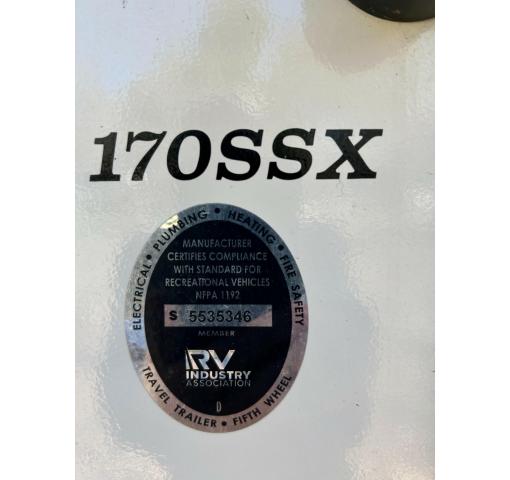 170SSX
ELECTRICAL • PLUMBING • HEATING • FIRE SAFETY
MANUFACTURER
CERTIFIES COMPLIANCE
WITH STANDARD FOR
RECREATIONAL VEHICLES
NFPA 1192
S 5535346
MEMBER
RV
INDUSTRY
ASSOCIATION
D
TRAVEL TRAILER • FIFTH WHEEL